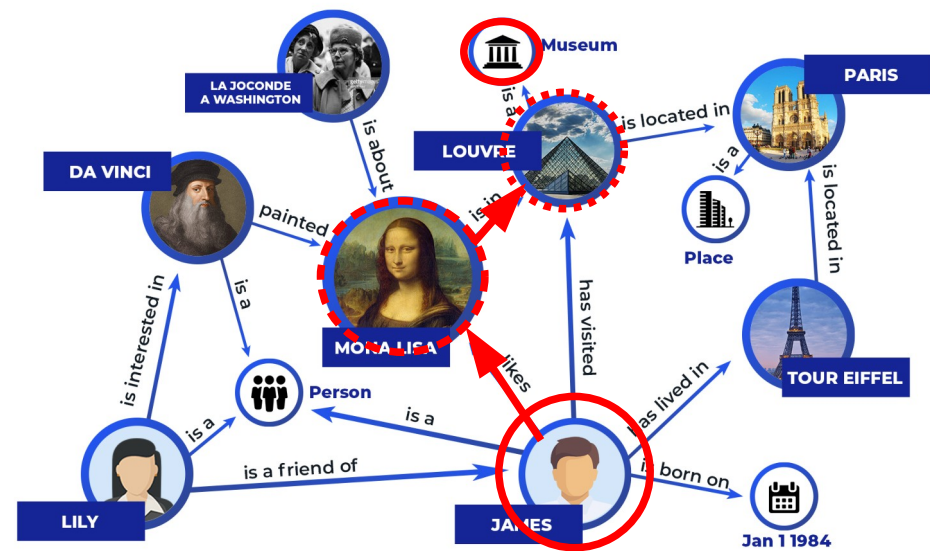 Museum
PARIS
LA JOCONDE
A WASHINGTON
is a
is located in
LOUVRE
is about
is a
DA VINCI
painted
is in
is located in
Place
is a
has visited
is interested in
MONA LISA
likes
TOUR EIFFEL
Person
has lived in
is a
is a
is a friend of
is born on
LILY
JAMES
Jan 1 1984